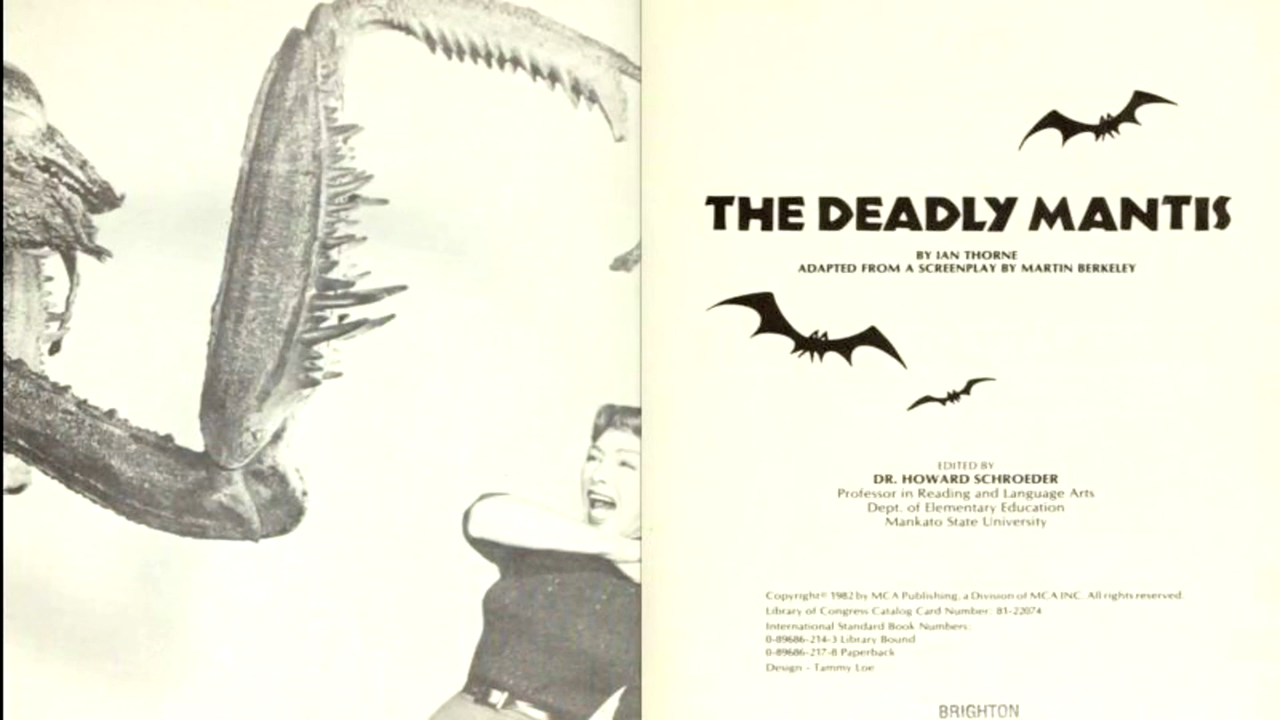 THE DEADLY MANTIS
BY IAN THORNE
ADAPTED FROM A SCREENPLAY BY MARTIN BERKELEY
EDITED BY
DR. HOWARD SCHROEDER
Professor in Reading and Language Arts
Dept. of Elementary Education
Mankato State University
Copyright© 1982 by MCA Publishing, a Division of MCA INC. All rights reserved.
Library of Congress Catalog Card Number: 81-22074
International Standard Book Numbers:
0-89686-214-3 Library Bound
0-89686-217-8 Paperback
Design - Tammy Loe
BRIGHTON